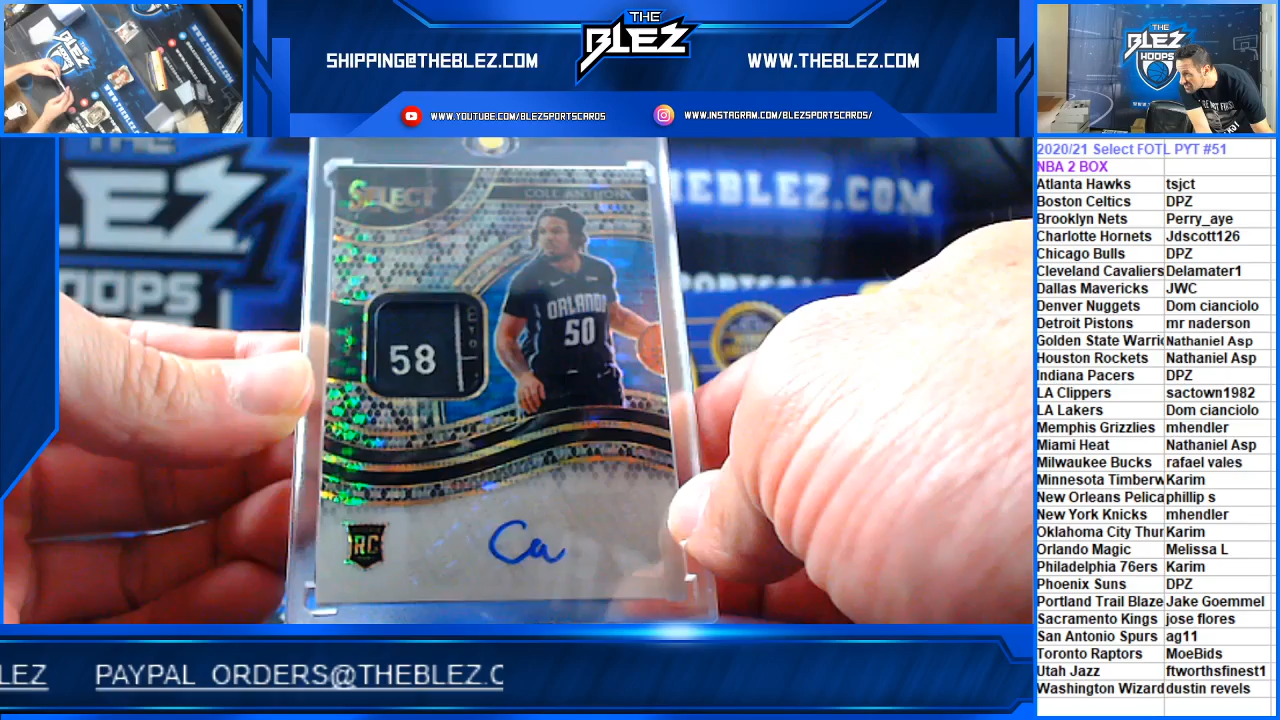 THE
BLEZ
SHIPPING@THEBLEZ.COM
WWW.THEBLEZ.COM
WWW.YOUTUBE.COM/BLEZSPORTSCARDS
WWW.INSTAGRAM.COM/BLEZSPORTSCARDS/
THE
BLEZ
HOOPS
2020/21 Select FOTL PYT #51
NBA 2 BOX
Atlanta Hawks tsjct
Boston Celtics DPZ
Brooklyn Nets Perry_aye
Charlotte Hornets Jdscott126
Chicago Bulls DPZ
Cleveland Cavaliers Delamater1
Dallas Mavericks JWC
Denver Nuggets Dom cianciolo
Detroit Pistons mr naderson
Golden State Warric Nathaniel Asp
Houston Rockets Nathaniel Asp
Indiana Pacers DPZ
LA Clippers sactown1982
LA Lakers Dom cianciolo
Memphis Grizzlies mhendler
Miami Heat Nathaniel Asp
Milwaukee Bucks rafael vales
Minnesota Timberw Karim
New Orleans Pelica phillip s
New York Knicks mhendler
Oklahoma City Thur Karim
Orlando Magic Melissa L
Philadelphia 76ers Karim
Phoenix Suns DPZ
Portland Trail Blaze Jake Goemmel
Sacramento Kings jose flores
San Antonio Spurs ag11
Toronto Raptors MoeBids
Utah Jazz ftworthsfinest1
Washington Wizard dustin revels
SELECT
COLE ANTHONY
ORLANDO
50
58
RC
Ca
EZ
OOPS
HEBLEZ.COM
LEZ
PAYPAL ORDERS@THEBLEZ.C